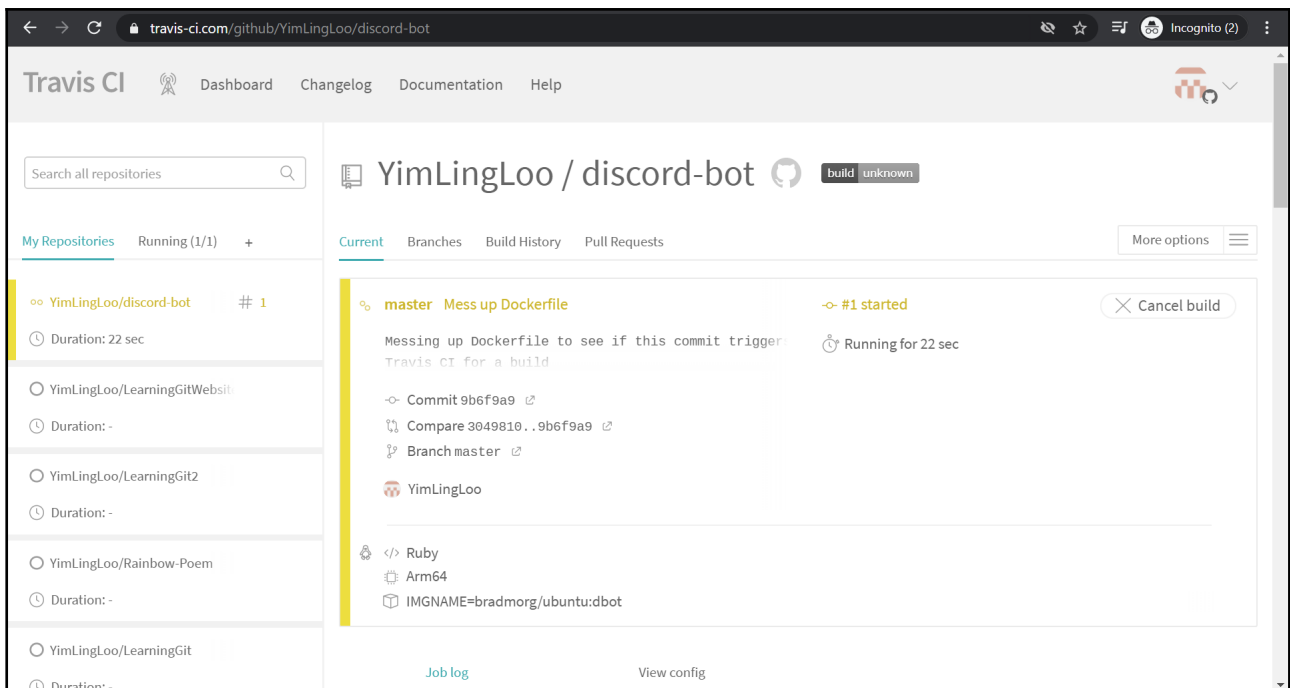 travis-ci.com/github/YimLingLoo/discord-bot
Incognito (2)
Travis CI
Dashboard
Changelog
Documentation
Help
Search all repositories
My Repositories
Running (1/1)
+
YimLingLoo/discord-bot
# 1
Duration: 22 sec
YimLingLoo/LearningGitWebsit
Duration: -
YimLingLoo/LearningGit2
Duration: -
YimLingLoo/Rainbow-Poem
Duration: -
YimLingLoo/LearningGit
Duration: -
YimLingLoo / discord-bot
build unknown
Current
Branches
Build History
Pull Requests
More options
master Mess up Dockerfile
Messing up Dockerfile to see if this commit trigger
Travis CI for a build
Commit 9b6f9a9
Compare 3049810..9b6f9a9
Branch master
YimLingLoo
#1 started
Running for 22 sec
Cancel build
Ruby
Arm64
IMGNAME=bradmorg/ubuntu:dbot
Job log
View config